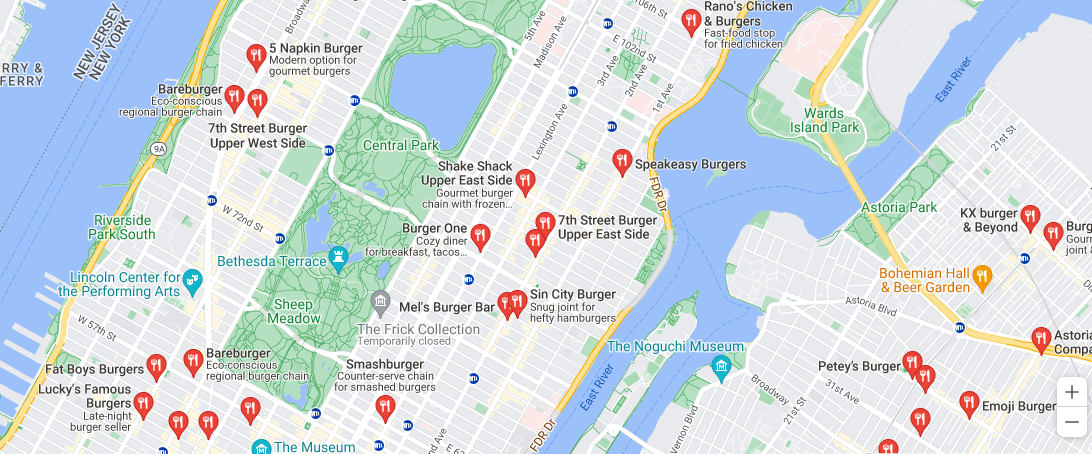 NEW JERSEY
NEW YORK
ERRY &
FERRY
Broadway
5 Napkin Burger
Modern option for
gourmet burgers
Bareburger
Eco-conscious
regional burger chain
7th Street Burger
Upper West Side
9A
Central Park
5th Ave
Madison Ave
106th St
E 102nd St
3rd Ave
2nd Ave
1st Ave
Lexington Ave
Rano's Chicken
& Burgers
Fast-food stop
for fried chicken
East River
Wards
Island Park
21st St
Shake Shack
Upper East Side
Gourmet burger
chain with frozen...
Speakeasy Burgers
FDR Dr
Astoria Park
Riverside
Park South
W 72nd St
Burger One
Cozy diner
for breakfast, tacos...
7th Street Burger
Upper East Side
KX burger
& Beyond
Burg
Gour
joint a
Bethesda Terrace
Lincoln Center for
the Performing Arts
Bohemian Hall
& Beer Garden
Di
Sheep
Meadow
Mel's Burger Bar
Sin City Burger
Snug joint for
hefty hamburgers
Astoria Blvd
W 57th St
The Frick Collection
Temporarily closed
The Noguchi Museum
Astoria
Compa
Fat Boys Burgers
Bareburger
Eco-conscious
regional burger chain
Smashburger
Counter-serve chain
for smashed burgers
Petey's Burger
East River
Broadway
31st Ave
21st St
Lucky's Famous
Burgers
Late-night
burger seller
Vernon Blvd
Emoji Burger
The Museum
nd Ave
E 62
FDR Dr
+
−